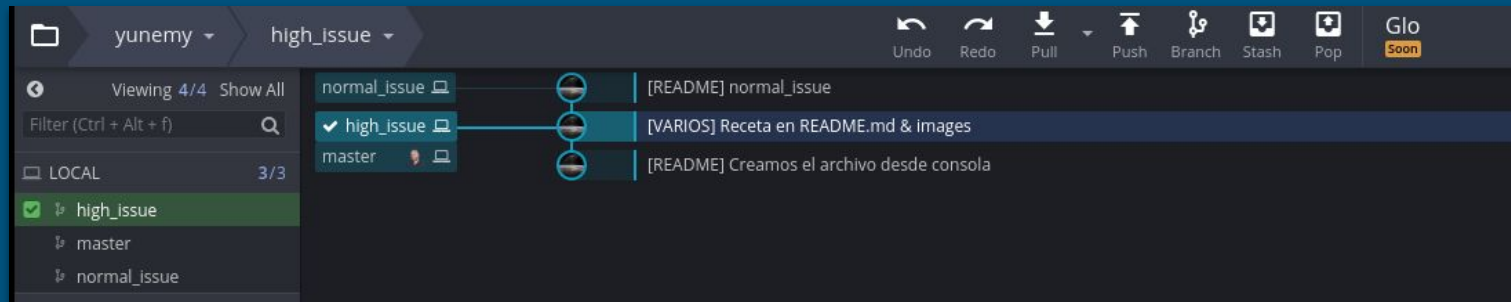 yunemy high_issue Undo Redo Pull Push Branch Stash Pop Glo Soon
Viewing 4/4 Show All
Filter (Ctrl + Alt + f)
LOCAL 3/3
high_issue
master
normal_issue
normal_issue [README] normal_issue
high_issue [VARIOS] Receta en README.md & images
master [README] Creamos el archivo desde consola